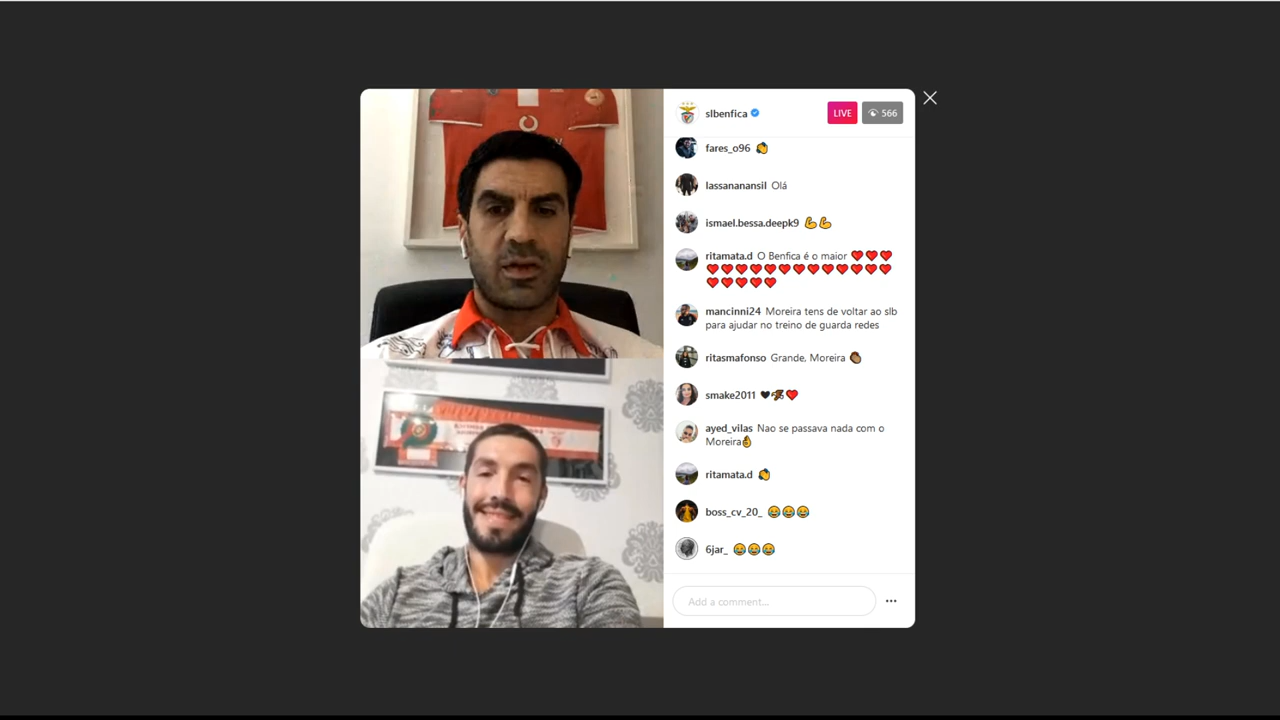 slbenfica
LIVE
566
fares_o96
lassananansil Olá
ismael.bessa.deepk9
ritamata.d O Benfica é o maior
mancinni24 Moreira tens de voltar ao slb
para ajudar no treino de guarda redes
ritasmafonso Grande, Moreira
smake2011
ayed_vilas Nao se passava nada com o
Moreira
ritamata.d
boss_cv_20_
6jar_
Add a comment...